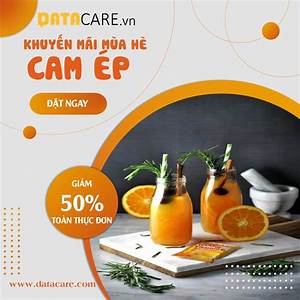 DATACARE.vn
KHUYẾN MÃI MÙA HÈ
CAM ÉP
ĐẶT NGAY
GIẢM
50%
TOÀN THỰC ĐƠN
www.datacare.com